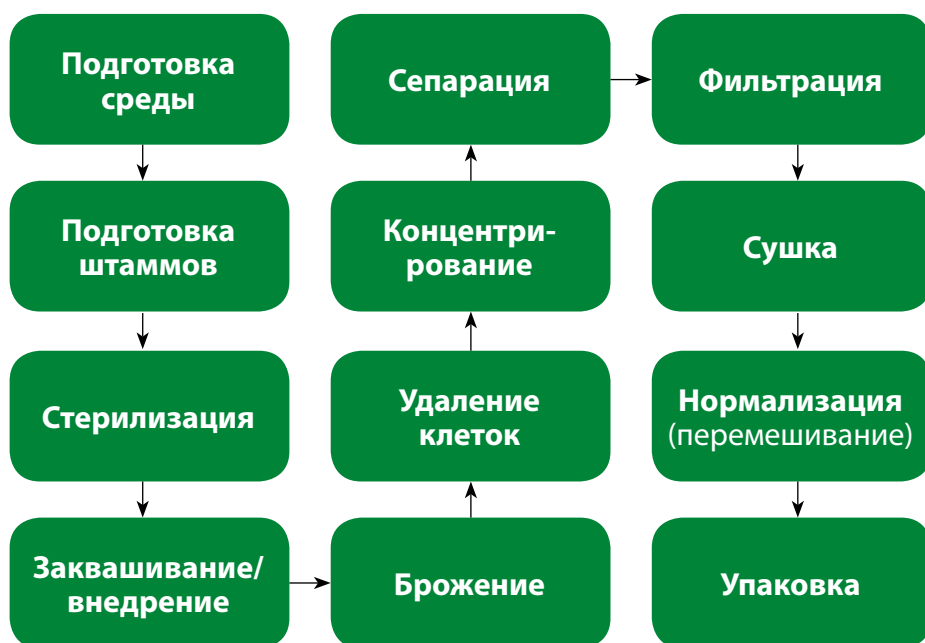 Подготовка
среды
Подготовка
штаммов
Стерилизация
Заквашивание/
внедрение
Брожение
Удаление
клеток
Концентри-
рование
Сепарация
Фильтрация
Сушка
Нормализация
(перемешивание)
Упаковка